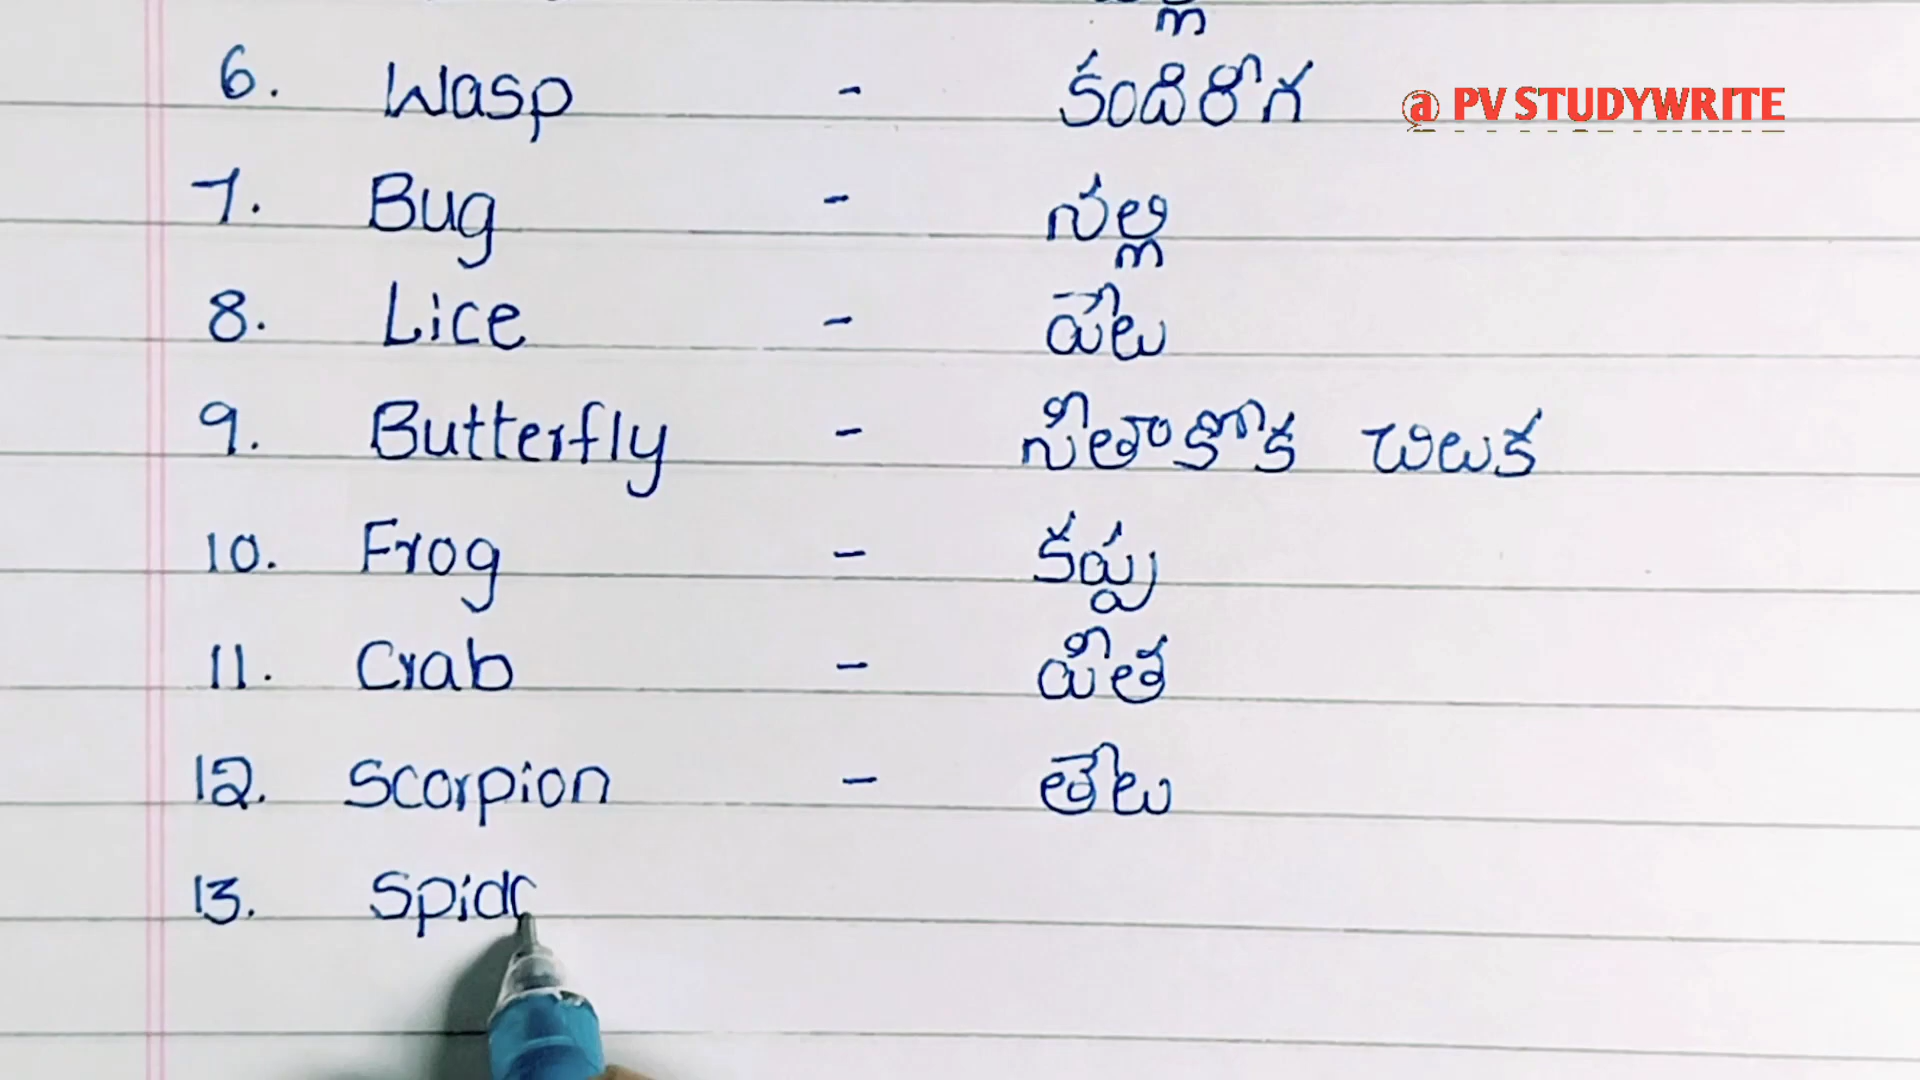 6. Wasp - కందిరీగ
@ PV STUDYWRITE
7. Bug - నల్లి
8. Lice - పేలు
9. Butterfly - సీతాకోక చిలుక
10. Frog - కప్ప
11. Crab - పీత
12. Scorpion - తేలు
13. Spid